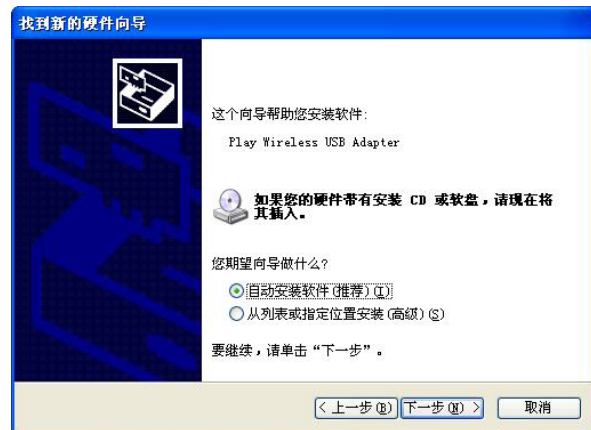 找到新的硬件向导
这个向导帮助您安装软件:
Play Wireless USB Adapter
如果您的硬件带有安装 CD 或软盘，请现在将
其插入。
您期望向导做什么?
自动安装软件(推荐)(I)
从列表或指定位置安装(高级)(S)
要继续，请单击“下一步”。
< 上一步(B)
下一步(N) >
取消